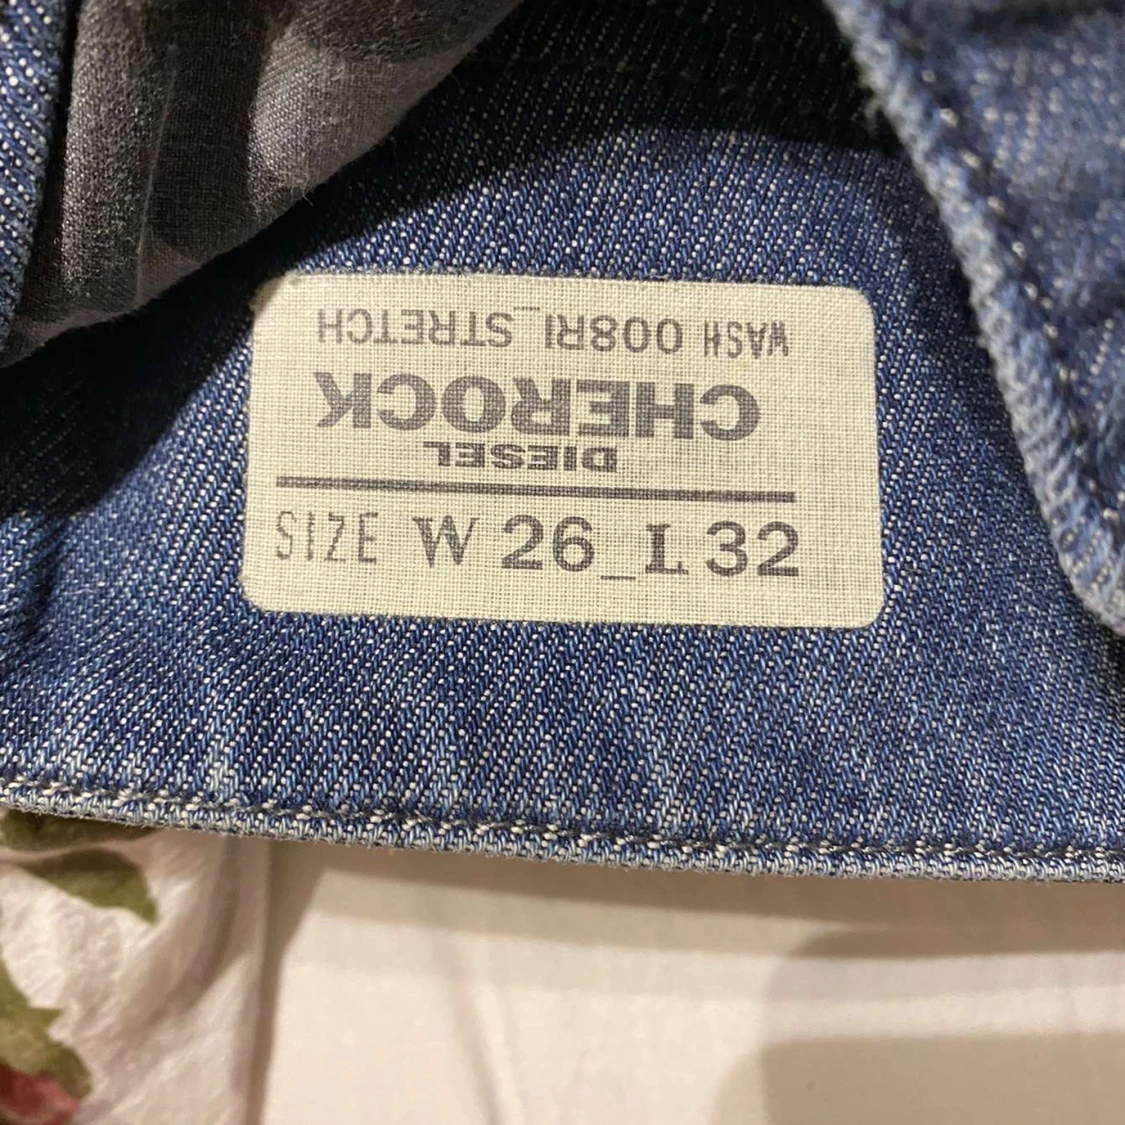 WASH 008RI_STRETCH
CHEROCK
DIESEL
SIZE W 26_L 32